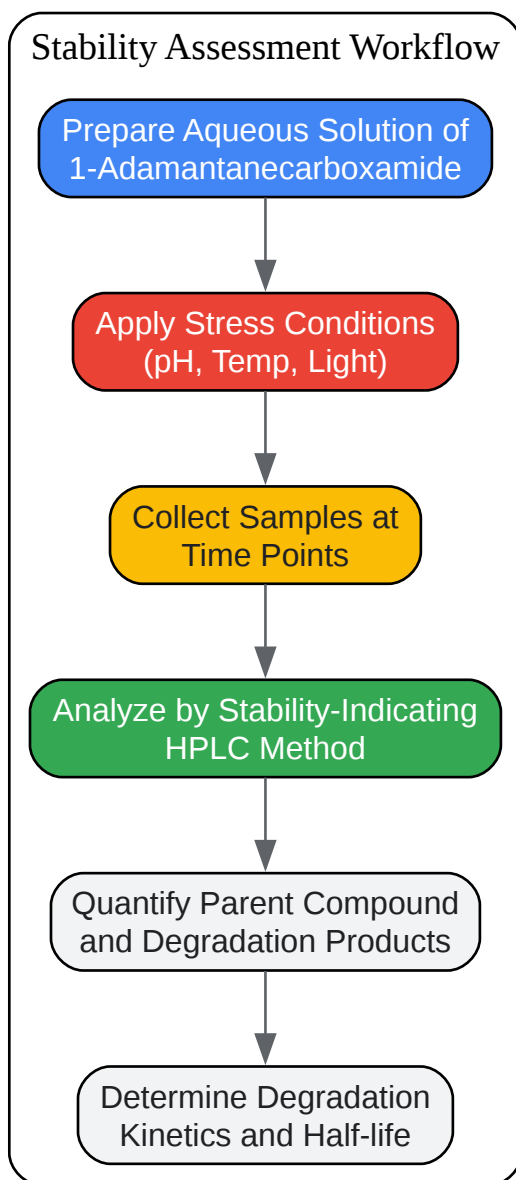 Stability Assessment Workflow
Prepare Aqueous Solution of
1-Adamantanecarboxamide
Apply Stress Conditions
(pH, Temp, Light)
Collect Samples at
Time Points
Analyze by Stability-Indicating
HPLC Method
Quantify Parent Compound
and Degradation Products
Determine Degradation
Kinetics and Half-life